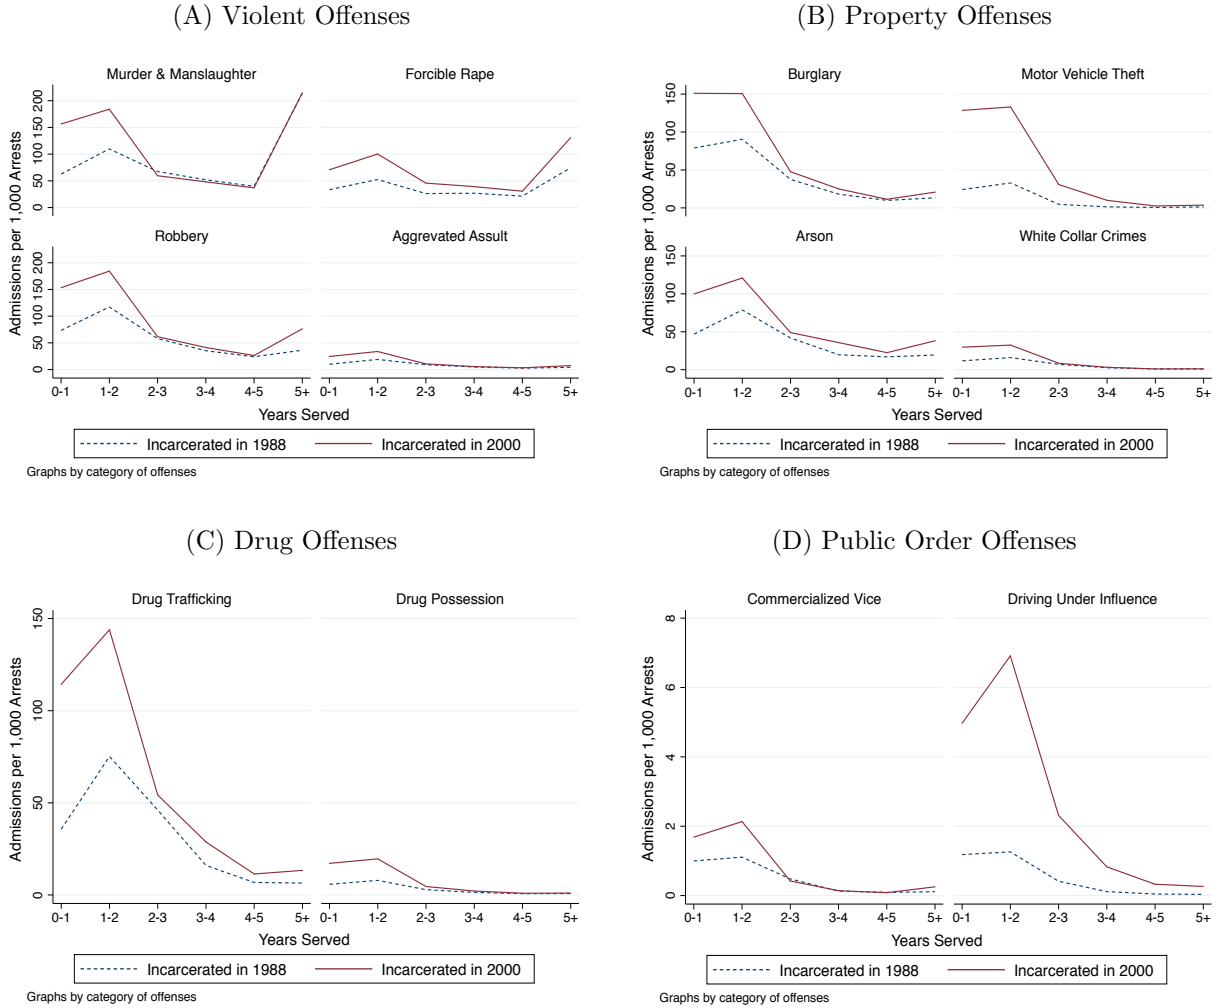 (A) Violent Offenses
Murder & Manslaughter
Forcible Rape
Robbery
Aggrevated Assult
Admissions per 1,000 Arrests
0 50 100 150 200
0 50 100 150 200
0-1 1-2 2-3 3-4 4-5 5+
0-1 1-2 2-3 3-4 4-5 5+
Years Served
Incarcerated in 1988 Incarcerated in 2000
Graphs by category of offenses
(B) Property Offenses
Burglary
Motor Vehicle Theft
Arson
White Collar Crimes
Admissions per 1,000 Arrests
0 50 100 150
0 50 100 150
0-1 1-2 2-3 3-4 4-5 5+
0-1 1-2 2-3 3-4 4-5 5+
Years Served
Incarcerated in 1988 Incarcerated in 2000
Graphs by category of offenses
(C) Drug Offenses
Drug Trafficking
Drug Possession
Admissions per 1,000 Arrests
0 50 100 150
0-1 1-2 2-3 3-4 4-5 5+
0-1 1-2 2-3 3-4 4-5 5+
Years Served
Incarcerated in 1988 Incarcerated in 2000
Graphs by category of offenses
(D) Public Order Offenses
Commercialized Vice
Driving Under Influence
Admissions per 1,000 Arrests
0 2 4 6 8
0-1 1-2 2-3 3-4 4-5 5+
0-1 1-2 2-3 3-4 4-5 5+
Years Served
Incarcerated in 1988 Incarcerated in 2000
Graphs by category of offenses